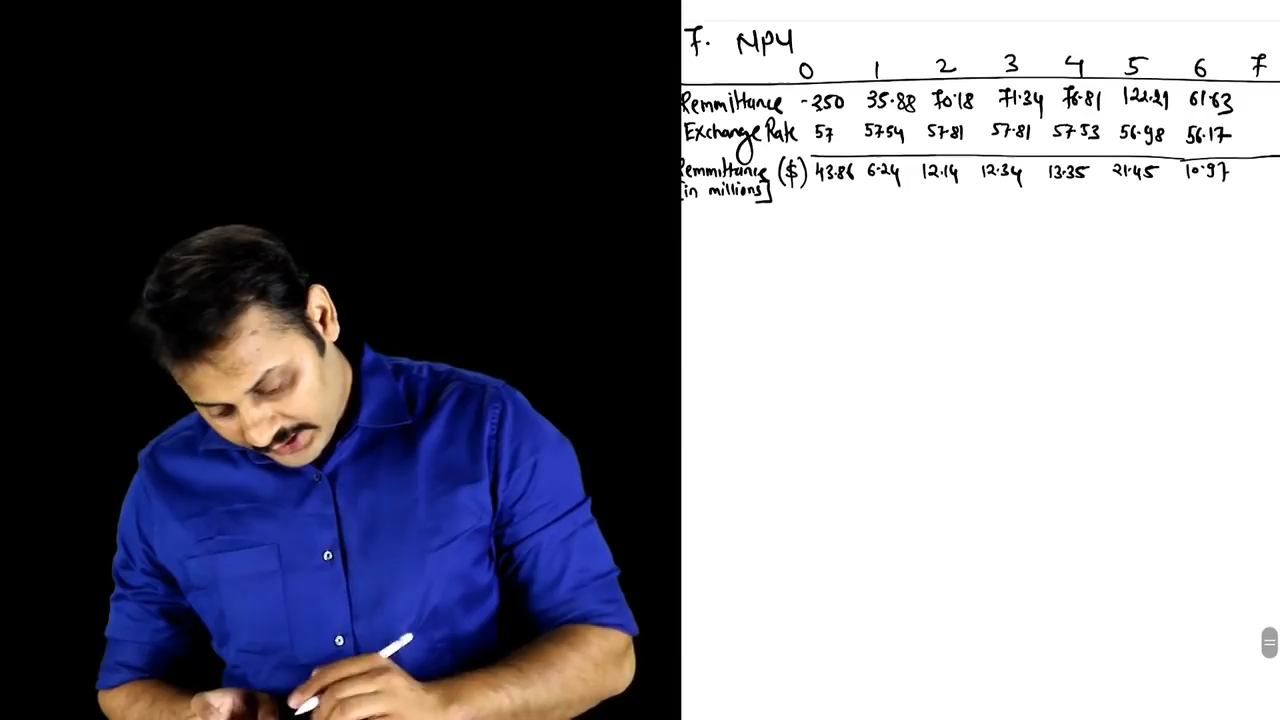 7. NPV
0 1 2 3 4 5 6 7
Remmittance -250 35.88 70.18 71.34 76.81 122.21 61.63
Exchange Rate 57 57.54 57.81 57.81 57.53 56.98 56.17
Remmittance ($) 43.86 6.24 12.14 12.34 13.35 21.45 10.97
[in millions]